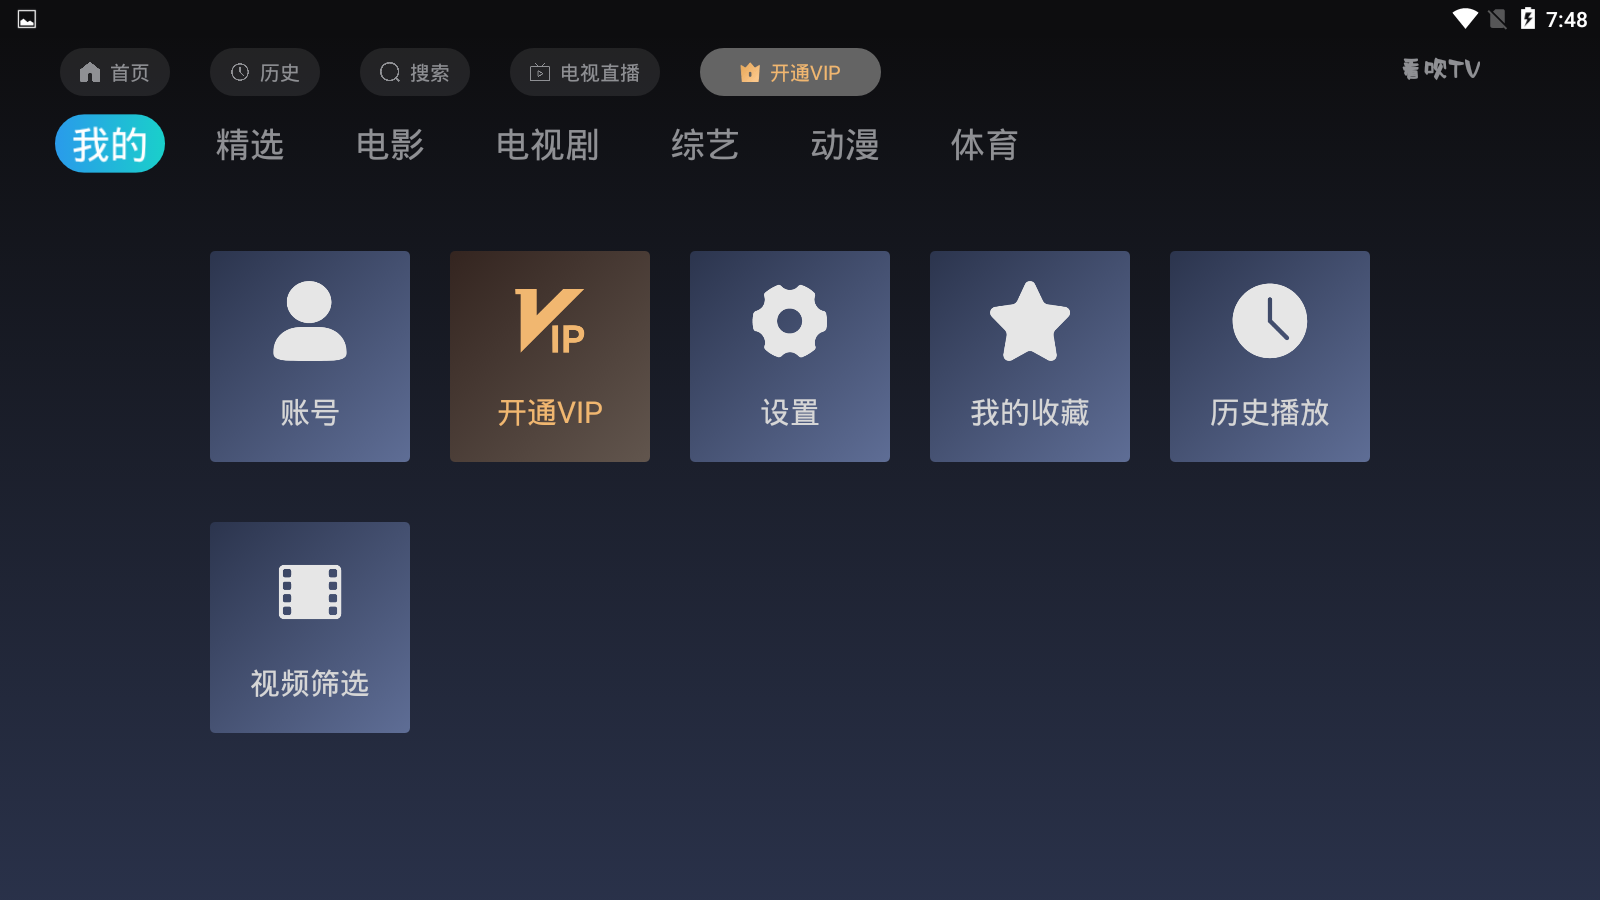 7:48
首页 历史 搜索 电视直播 开通VIP 看吹TV
我的 精选 电影 电视剧 综艺 动漫 体育
VIP
账号 开通VIP 设置 我的收藏 历史播放
视频筛选